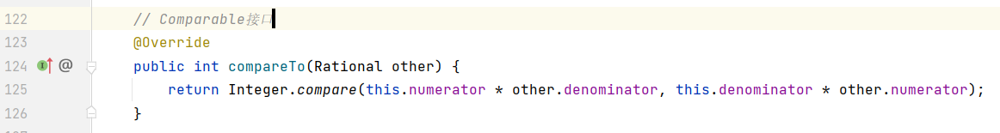 122 // Comparable接口
123 @Override
124 I @ public int compareTo(Rational other) {
125 return Integer.compare(this.numerator * other.denominator, this.denominator * other.numerator);
126 }